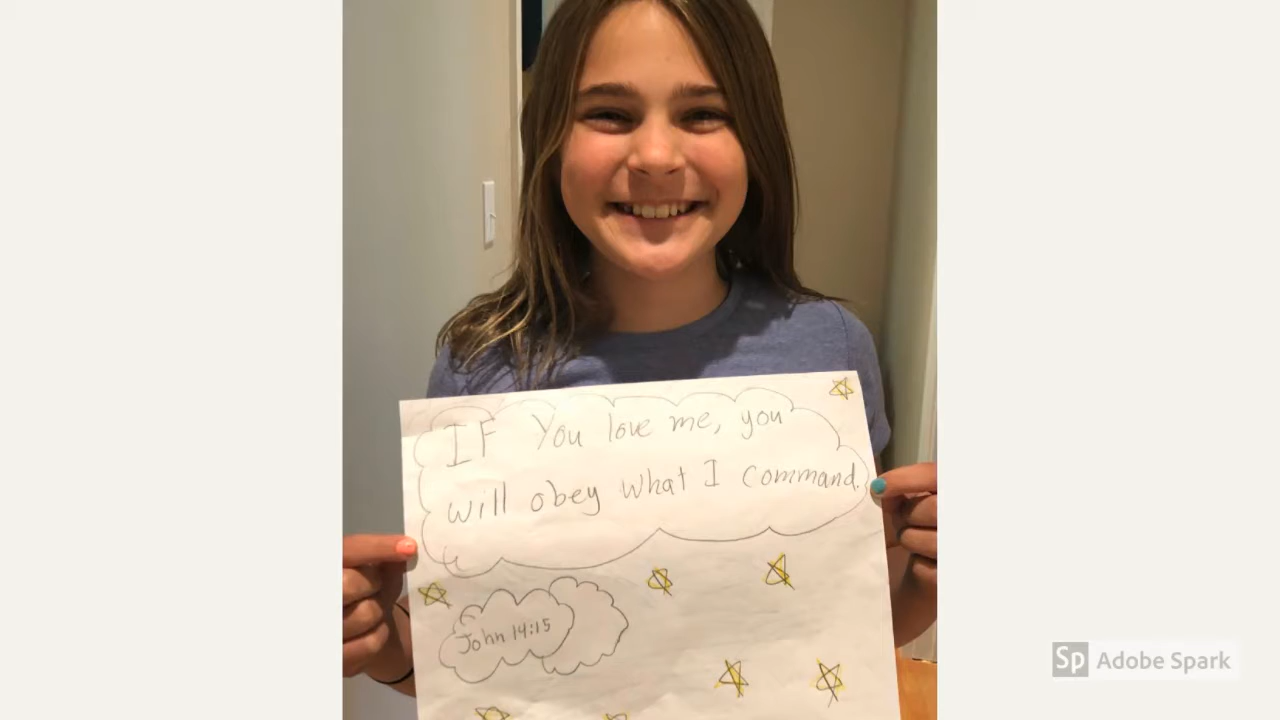 IF You love me, you
will obey what I command.
John 14:15
Sp Adobe Spark